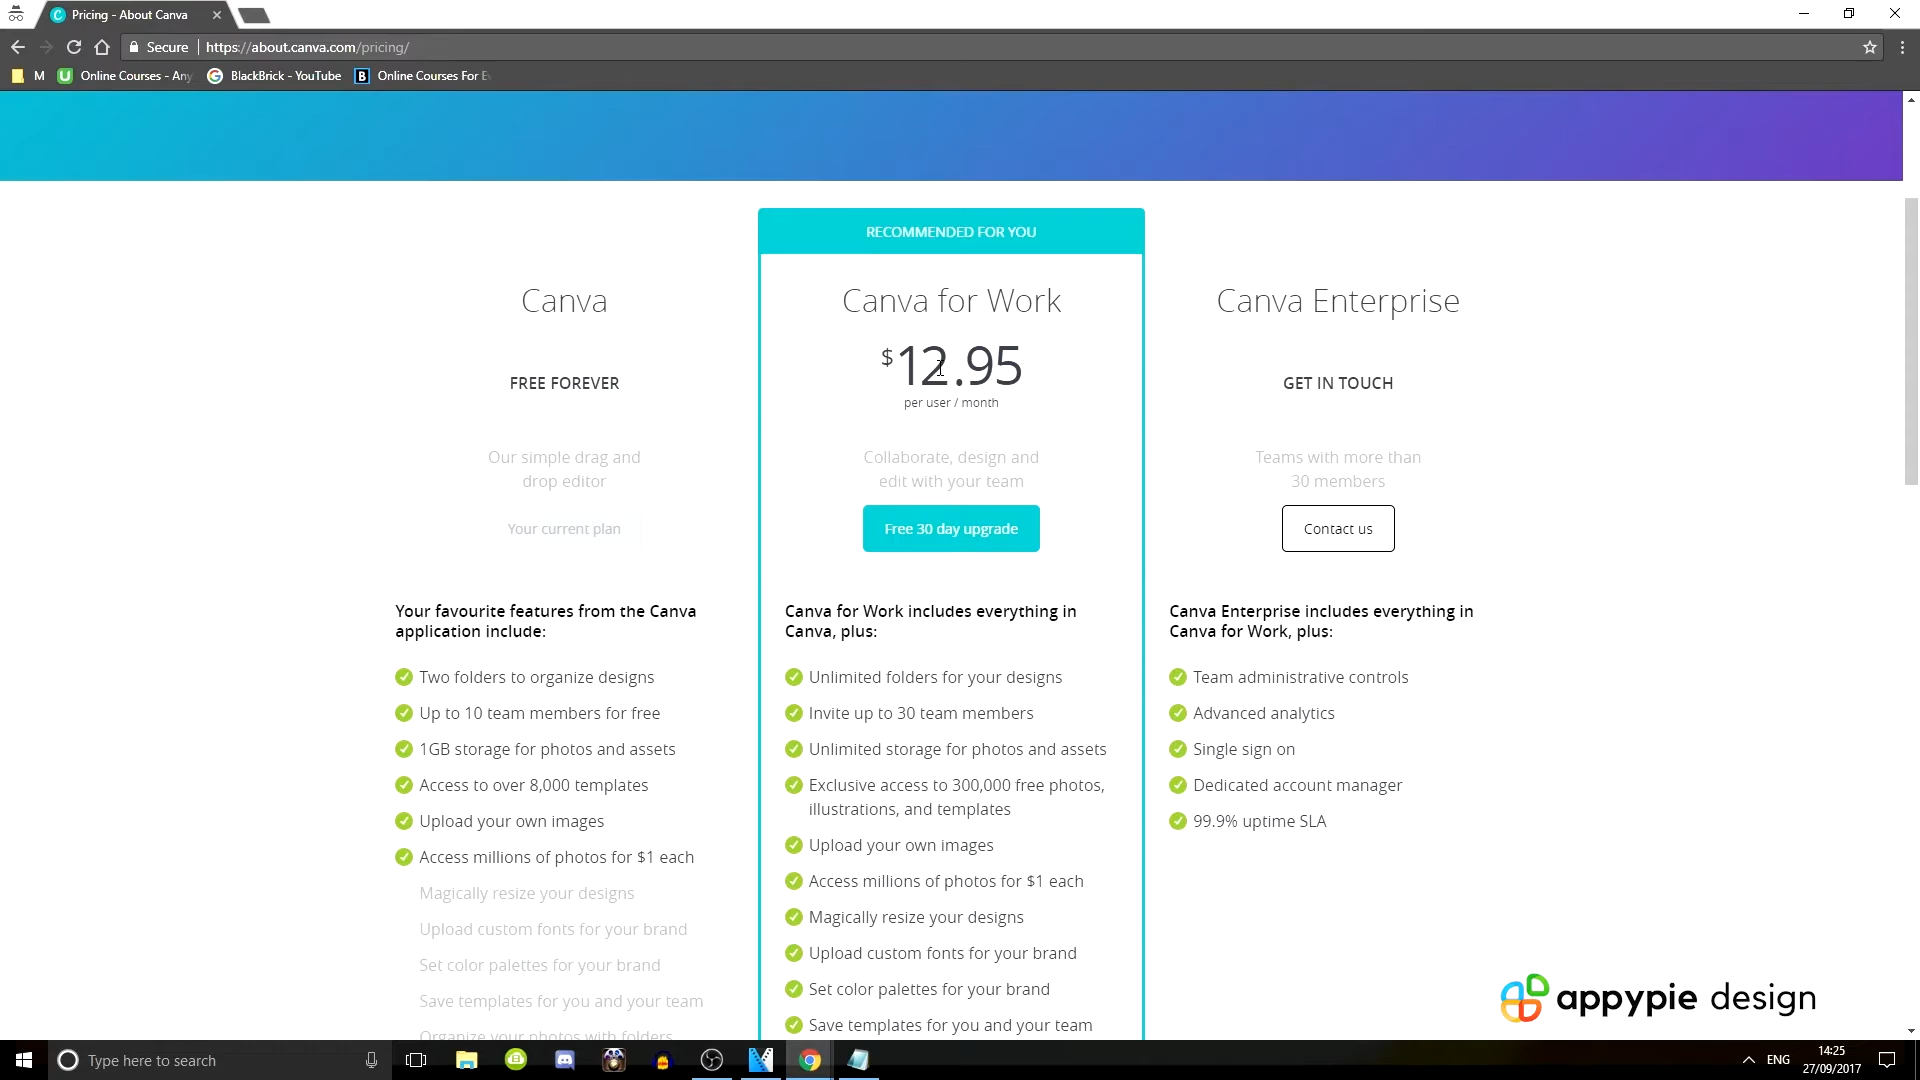 Pricing - About Canva
Secure
https://about.canva.com/pricing/
M
Online Courses - Any
BlackBrick - YouTube
Online Courses For E
RECOMMENDED FOR YOU
Canva
FREE FOREVER
Our simple drag and
drop editor
Your current plan
Your favourite features from the Canva
application include:
Two folders to organize designs
Up to 10 team members for free
1GB storage for photos and assets
Access to over 8,000 templates
Upload your own images
Access millions of photos for $1 each
Magically resize your designs
Upload custom fonts for your brand
Set color palettes for your brand
Save templates for you and your team
Organize your photos with folders
Canva for Work
$12.95
per user / month
Collaborate, design and
edit with your team
Free 30 day upgrade
Canva for Work includes everything in
Canva, plus:
Unlimited folders for your designs
Invite up to 30 team members
Unlimited storage for photos and assets
Exclusive access to 300,000 free photos,
illustrations, and templates
Upload your own images
Access millions of photos for $1 each
Magically resize your designs
Upload custom fonts for your brand
Set color palettes for your brand
Save templates for you and your team
Canva Enterprise
GET IN TOUCH
Teams with more than
30 members
Contact us
Canva Enterprise includes everything in
Canva for Work, plus:
Team administrative controls
Advanced analytics
Single sign on
Dedicated account manager
99.9% uptime SLA
appypie design
Type here to search
ENG
14:25
27/09/2017